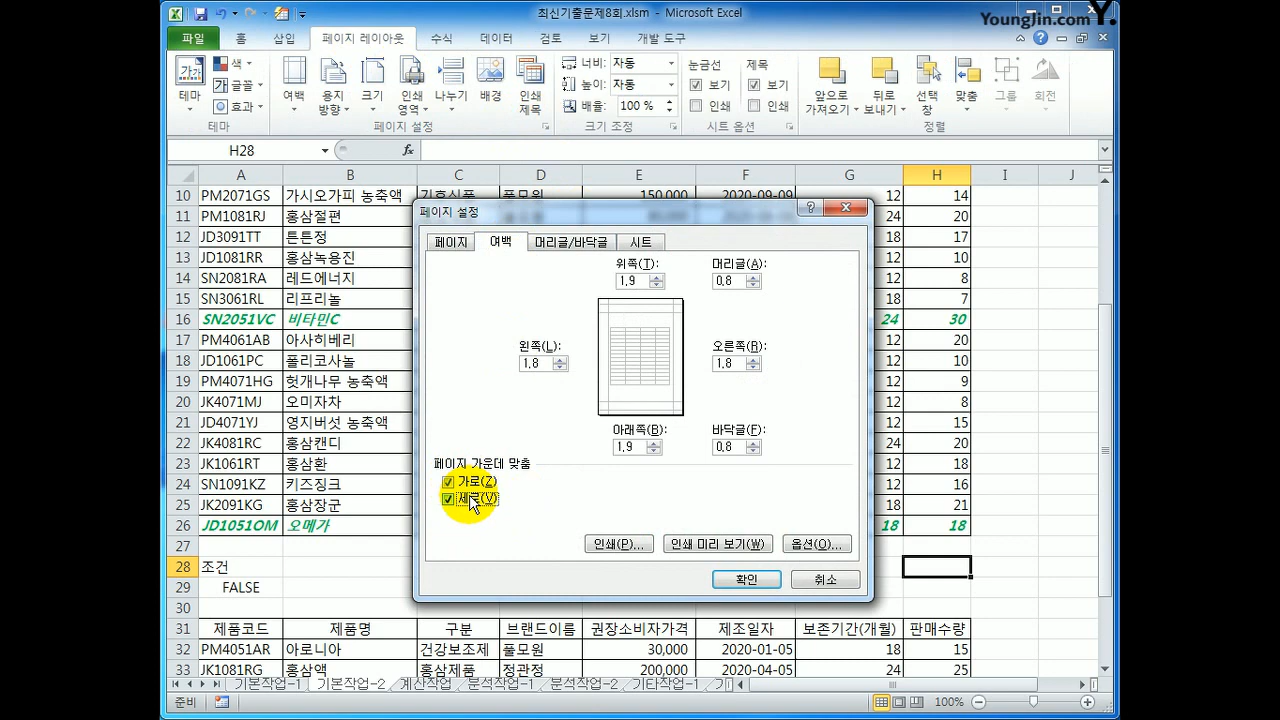 최신기출문제8회.xlsm - Microsoft Excel
YoungJin.com Y.
파일 홈 삽입 페이지 레이아웃 수식 데이터 검토 보기 개발 도구
테마 색 글꼴 효과
여백 용지 방향 크기 인쇄 영역 나누기 배경 인쇄 제목
너비: 자동
높이: 자동
배율: 100 %
눈금선 제목
보기 보기
인쇄 인쇄
앞으로 가져오기 뒤로 보내기 선택 창 맞춤 그룹 회전
테마 페이지 설정 크기 조정 시트 옵션 정렬
H28 fx
A B C D E F G H I J
10 PM2071GS 가시오가피 농축액 기호식품 풀모원 150,000 2020-09-09 12 14
11 PM1081RJ 홍삼절편 24 20
12 JD3091TT 튼튼정 18 17
13 JD1081RR 홍삼녹용진 12 10
14 SN2081RA 레드에너지 12 8
15 SN3061RL 리프리놀 18 7
16 SN2051VC 비타민C 24 30
17 PM4061AB 아사히베리 12 20
18 JD1061PC 폴리코사놀 12 10
19 PM4071HG 헛개나무 농축액 12 9
20 JK4071MJ 오미자차 12 8
21 JD4071YJ 영지버섯 농축액 12 15
22 JK4081RC 홍삼캔디 24 20
23 JK1061RT 홍삼환 12 18
24 SN1091KZ 키즈징크 12 16
25 JK2091KG 홍삼장군 18 21
26 JD1051OM 오메가 18 18
27
28 조건
29 FALSE
30
31 제품코드 제품명 구분 브랜드이름 권장소비자가격 제조일자 보존기간(개월) 판매수량
32 PM4051AR 아로니아 건강보조제 풀모원 30,000 2020-01-05 18 15
33 JK1081RG 홍삼액 홍삼제품 정관정 200,000 2020-04-05 24 25
페이지 설정
페이지 여백 머리글/바닥글 시트
위쪽(T): 머리글(A):
1.9 0.8
왼쪽(L): 오른쪽(R):
1.8 1.8
아래쪽(B): 바닥글(F):
1.9 0.8
페이지 가운데 맞춤
가로(Z)
세로(V)
인쇄(P)... 인쇄 미리 보기(W) 옵션(O)...
확인 취소
기본작업-1 기본작업-2 계산작업 분석작업-1 분석작업-2 기타작업-1
준비 100%